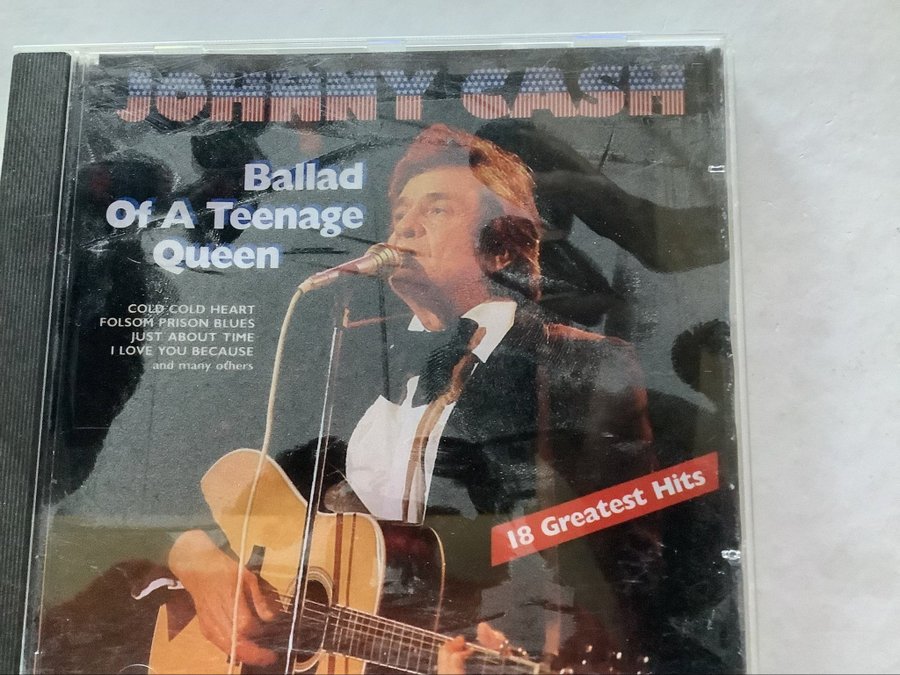 JOHNNY CASH
Ballad
Of A Teenage
Queen
COLD COLD HEART
FOLSOM PRISON BLUES
JUST ABOUT TIME
I LOVE YOU BECAUSE
and many others
18 Greatest Hits